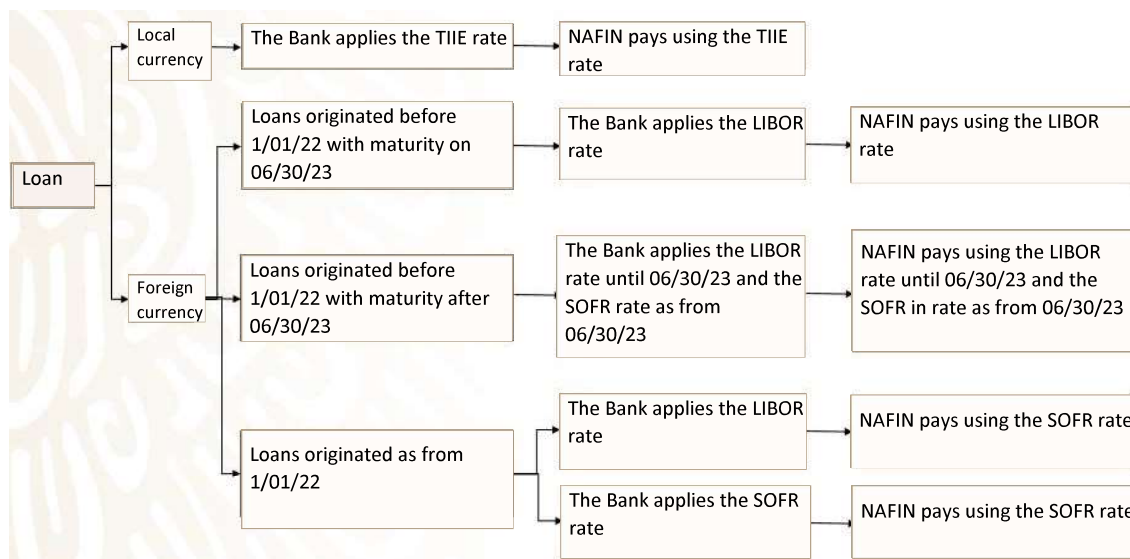 Local
currency
The Bank applies the TIIE rate
NAFIN pays using the TIIE
rate
Loans originated before
1/01/22 with maturity on
06/30/23
The Bank applies the LIBOR
rate
NAFIN pays using the LIBOR
rate
Loan
Foreign
currency
Loans originated before
1/01/22 with maturity after
06/30/23
The Bank applies the LIBOR
rate until 06/30/23 and the
SOFR rate as from
06/30/23
NAFIN pays using the LIBOR
rate until 06/30/23 and the
SOFR in rate as from 06/30/23
Loans originated as from
1/01/22
The Bank applies the LIBOR
rate
NAFIN pays using the SOFR rate
The Bank applies the SOFR
rate
NAFIN pays using the SOFR rate